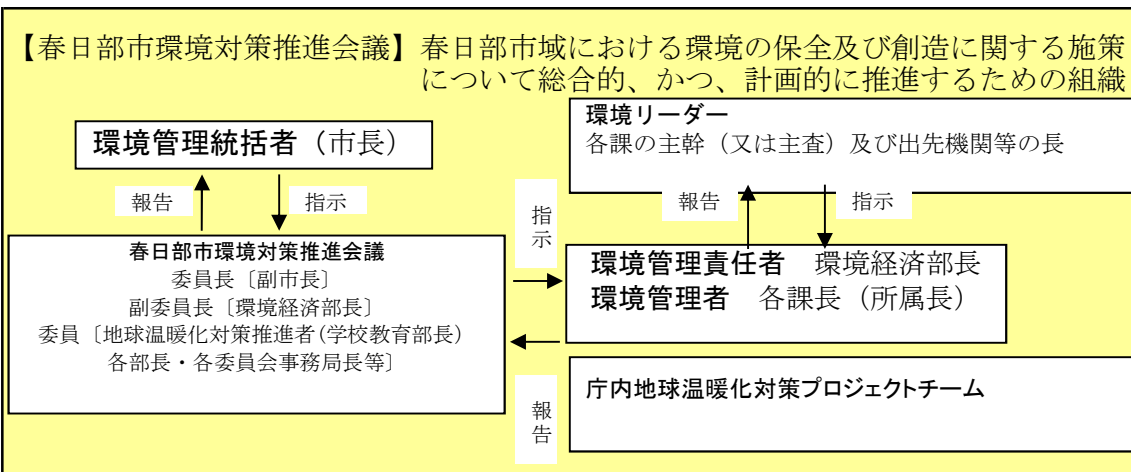 【春日部市環境対策推進会議】春日部市域における環境の保全及び創造に関する施策
について総合的、かつ、計画的に推進するための組織
環境管理統括者（市長）
報告
指示
春日部市環境対策推進会議
委員長〔副市長〕
副委員長〔環境経済部長〕
委員〔地球温暖化対策推進者(学校教育部長）
各部長・各委員会事務局長等〕
指示
報告
環境リーダー
各課の主幹（又は主査）及び出先機関等の長
報告
指示
環境管理責任者　環境経済部長
環境管理者　各課長（所属長）
庁内地球温暖化対策プロジェクトチーム